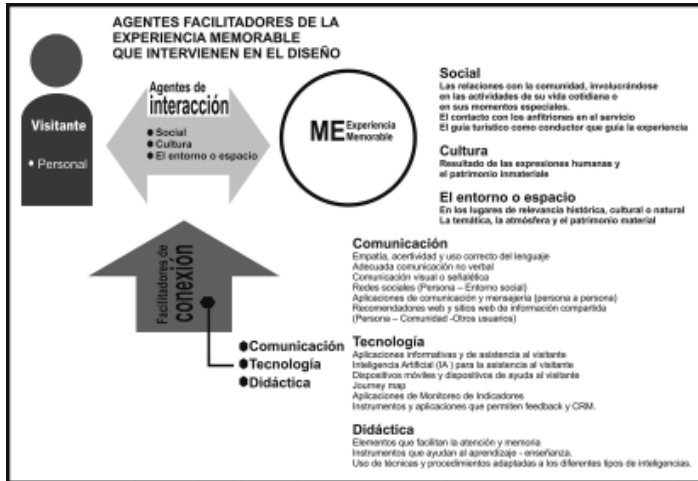 AGENTES FACILITADORES DE LA
EXPERIENCIA MEMORABLE
QUE INTERVIENEN EN EL DISEÑO
Visitante
• Personal
Agentes de
interacción
Social
Cultura
El entorno o espacio
ME Experiencia
Memorable
Social
Las relaciones con la comunidad, involucrándose
en las actividades de su vida cotidiana o
en sus momentos especiales.
El contacto con los anfitriones en el servicio
El guía turístico como conductor que guía la experiencia
Cultura
Resultado de las expresiones humanas y
el patrimonio inmateriale
El entorno o espacio
En los lugares de relevancia histórica, cultural o natural
La temática, la atmósfera y el patrimonio material
Facilitadores de
conexión
Comunicación
Tecnología
Didáctica
Comunicación
Empatía, acertividad y uso correcto del lenguaje
Adecuada comunicación no verbal
Comunicación visual o señalética
Redes sociales (Persona – Entorno social)
Aplicaciones de comunicación y mensajería (persona a persona)
Recomendadores web y sitios web de información compartida
(Persona – Comunidad -Otros usuarios)
Tecnología
Aplicaciones informativas y de asistencia al visitante
Inteligencia Artificial (IA ) para la asistencia al visitante
Dispositivos móviles y dispositivos de ayuda al visitante
Journey map
Aplicaciones de Monitoreo de Indicadores
Instrumentos y aplicaciones que permiten feedback y CRM.
Didáctica
Elementos que facilitan la atención y memoria
Instrumentos que ayudan al aprendizaje - enseñanza.
Uso de técnicas y procedimientos adaptadas a los diferentes tipos de inteligencias.